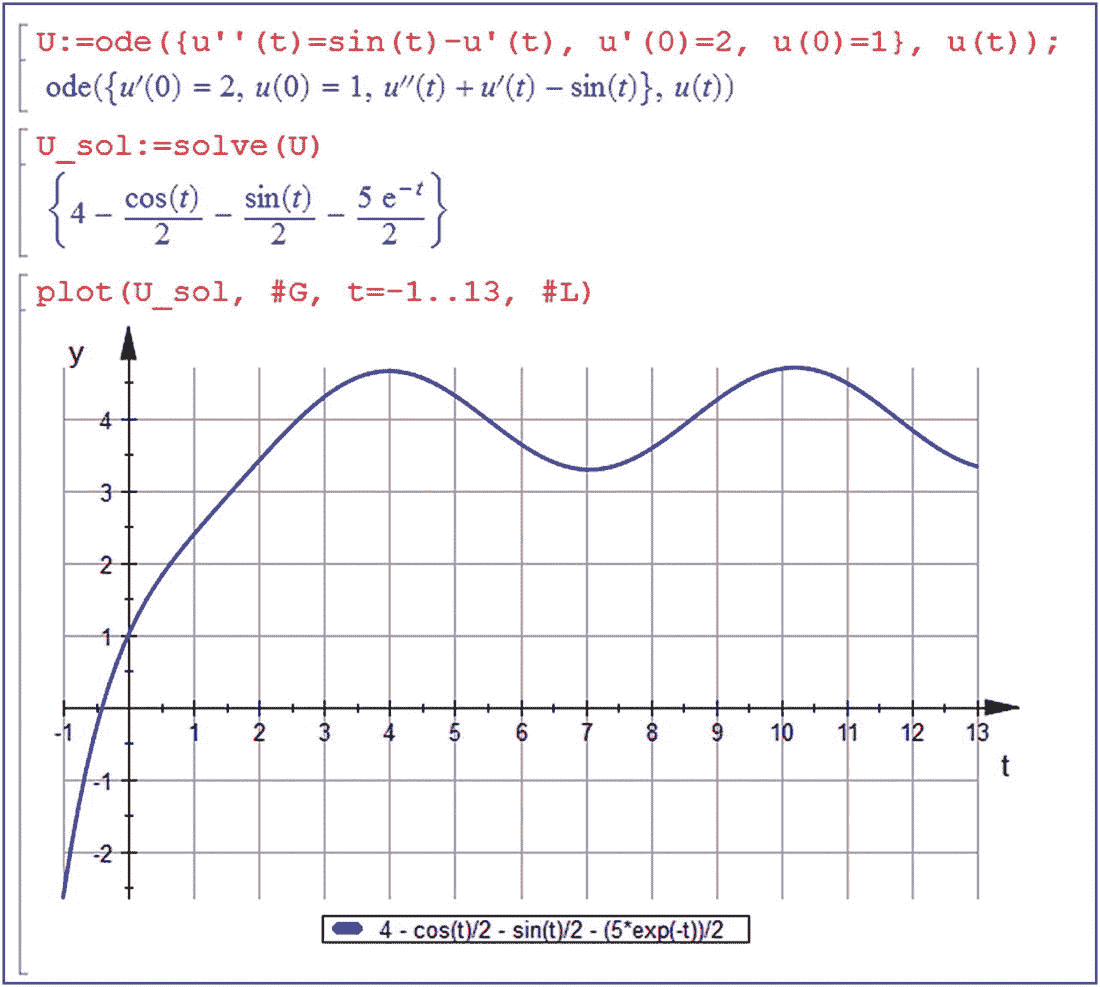 U:=ode({u''(t)=sin(t)-u'(t), u'(0)=2, u(0)=1}, u(t));
ode({u′(0) = 2, u(0) = 1, u″(t) + u′(t) − sin(t)}, u(t))
U_sol:=solve(U)
{4 − cos(t)/2 − sin(t)/2 − 5 e^−t/2}
plot(U_sol, #G, t=-1..13, #L)
y
4
3
2
1
-1 1 2 3 4 5 6 7 8 9 10 11 12 13
t
-1
-2
4 - cos(t)/2 - sin(t)/2 - (5*exp(-t))/2